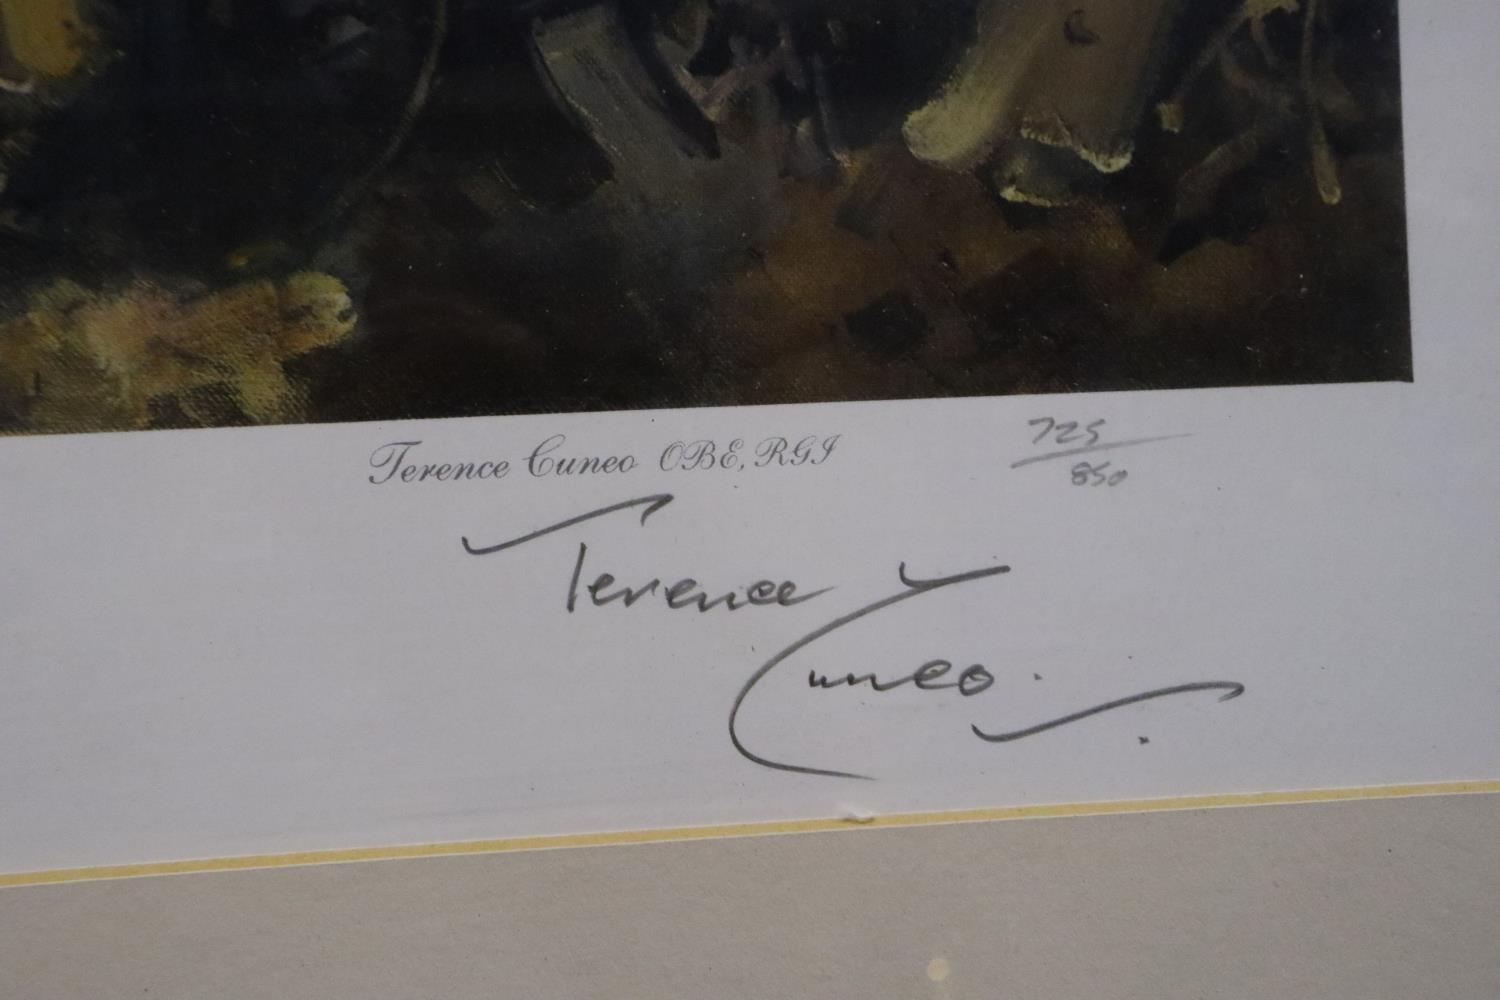 Terence Cuneo OBE, RGI
725
850
Terence
Cuneo.